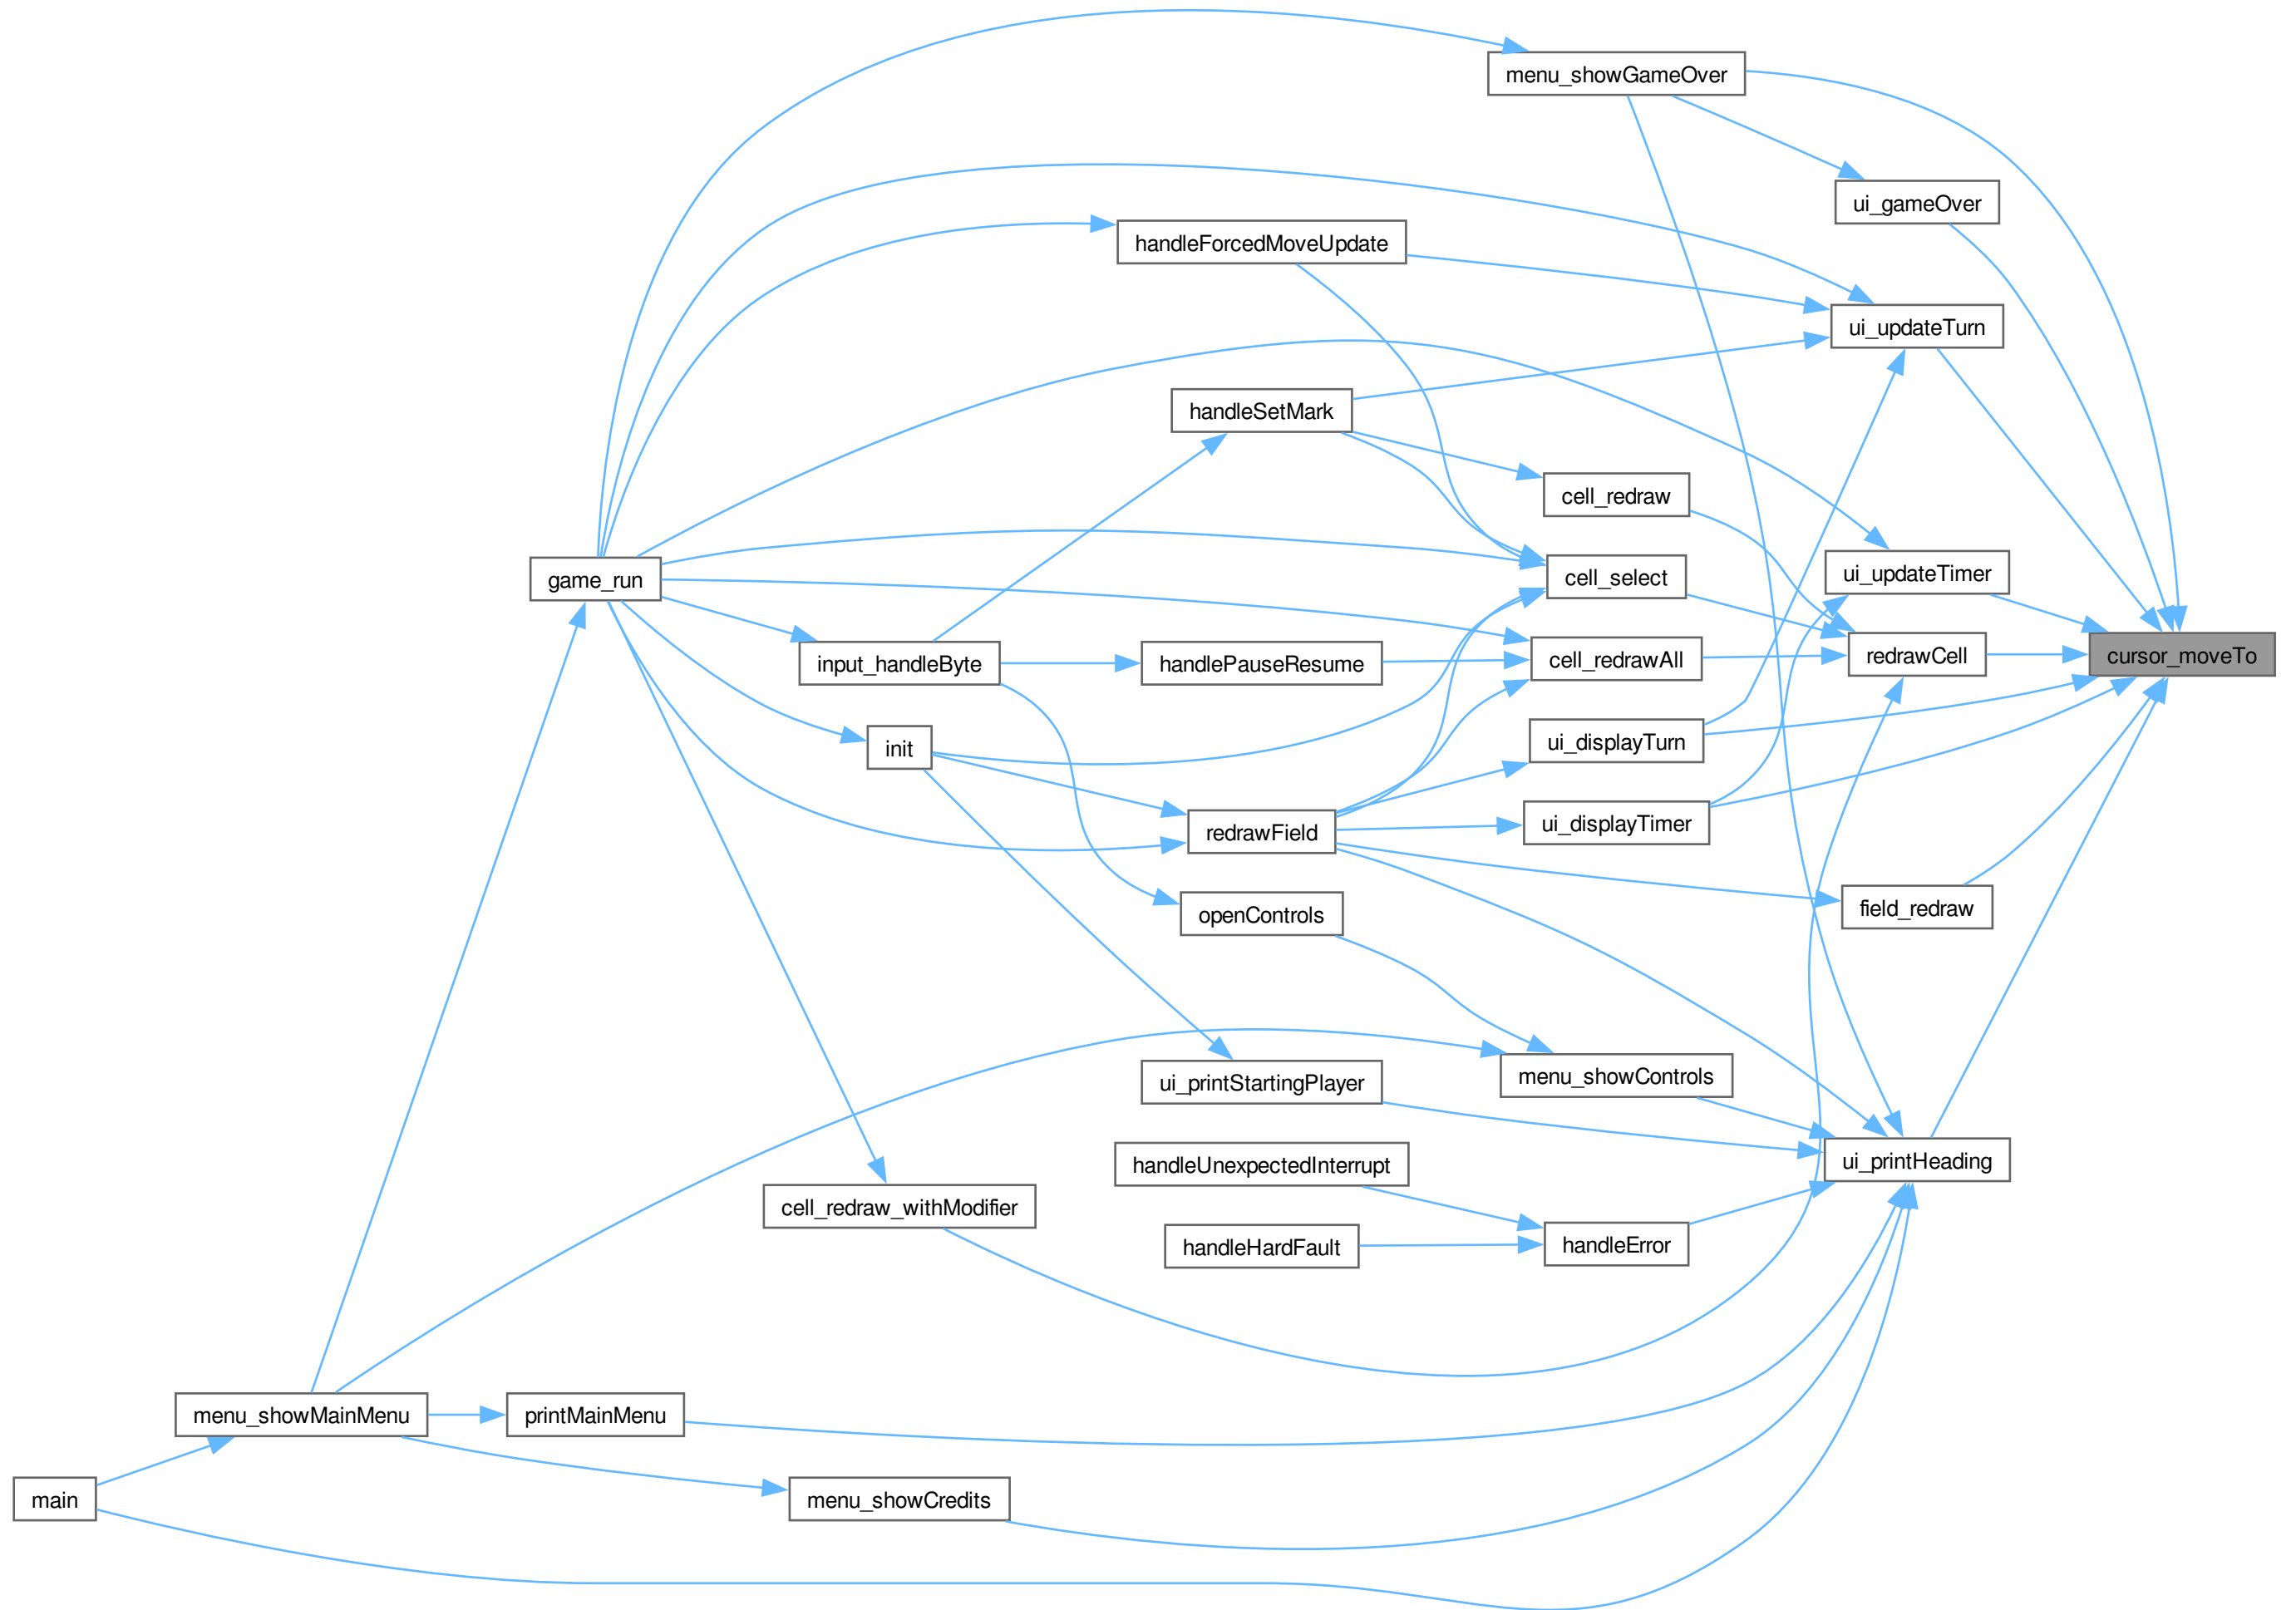 menu_showGameOver
ui_gameOver
handleForcedMoveUpdate
ui_updateTurn
handleSetMark
cell_redraw
game_run
cell_select
ui_updateTimer
input_handleByte
handlePauseResume
cell_redrawAll
redrawCell
cursor_moveTo
init
ui_displayTurn
redrawField
ui_displayTimer
openControls
field_redraw
ui_printStartingPlayer
menu_showControls
handleUnexpectedInterrupt
ui_printHeading
cell_redraw_withModifier
handleHardFault
handleError
menu_showMainMenu
printMainMenu
main
menu_showCredits